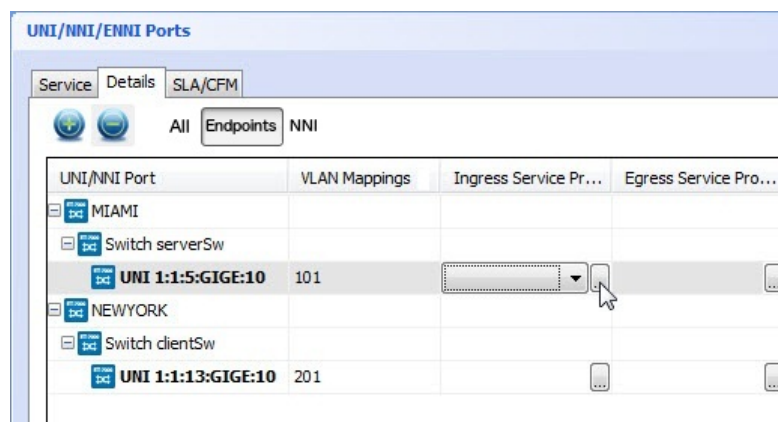 UNI/NNI/ENNI Ports
Service Details SLA/CFM
All Endpoints NNI
UNI/NNI Port VLAN Mappings Ingress Service Pr... Egress Service Pro...
MIAMI
Switch serverSw
UNI 1:1:5:GIGE:10 101 ... ...
NEWYORK
Switch clientSw
UNI 1:1:13:GIGE:10 201 ... ...